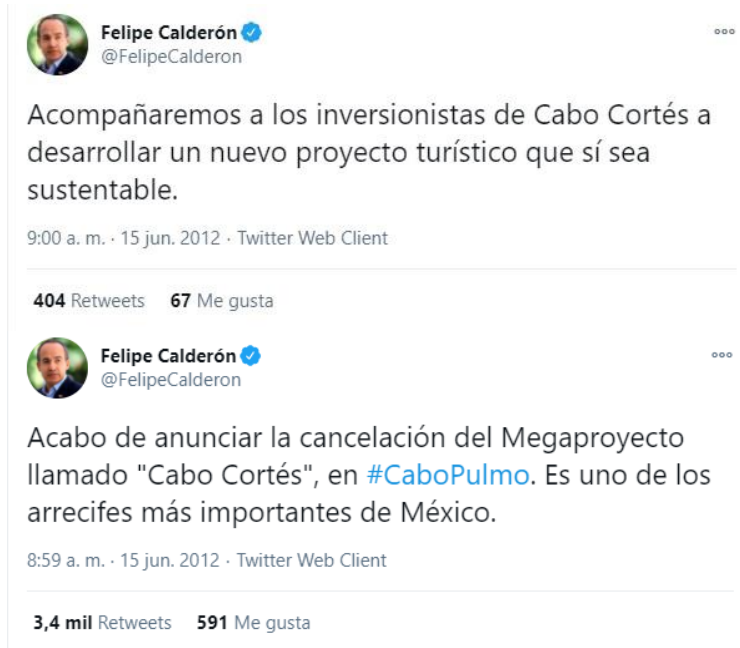 Felipe Calderón
@FelipeCalderon
Acompañaremos a los inversionistas de Cabo Cortés a
desarrollar un nuevo proyecto turístico que sí sea
sustentable.
9:00 a. m. · 15 jun. 2012 · Twitter Web Client
404 Retweets 67 Me gusta
Felipe Calderón
@FelipeCalderon
Acabo de anunciar la cancelación del Megaproyecto
llamado "Cabo Cortés", en #CaboPulmo. Es uno de los
arrecifes más importantes de México.
8:59 a. m. · 15 jun. 2012 · Twitter Web Client
3,4 mil Retweets 591 Me gusta